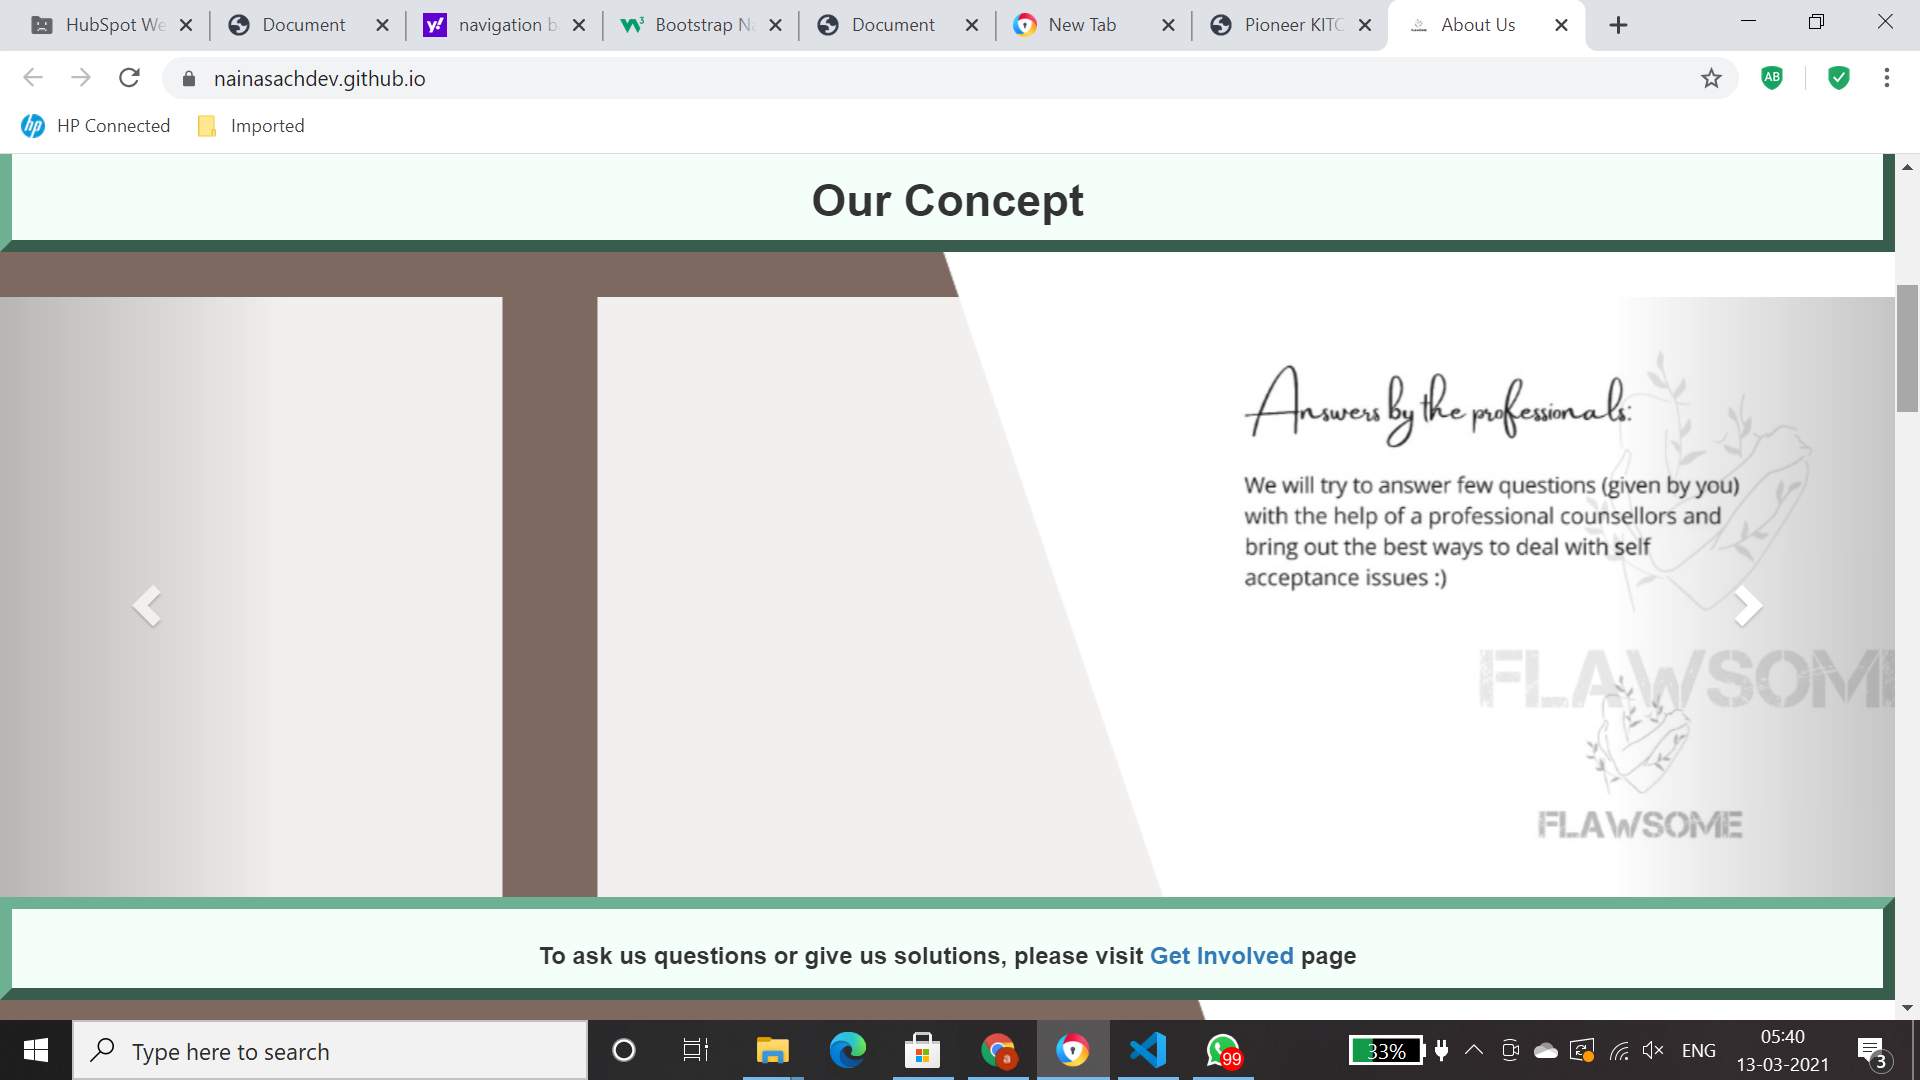 HubSpot We
Document
navigation b
Bootstrap Na
Document
New Tab
Pioneer KITC
About Us
nainasachdev.github.io
AB
hp
HP Connected
Imported
Our Concept
Answers by the professionals:
We will try to answer few questions (given by you)
with the help of a professional counsellors and
bring out the best ways to deal with self
acceptance issues :)
FLAWSOME
FLAWSOME
To ask us questions or give us solutions, please visit Get Involved page
Type here to search
a
99
33%
ENG
05:40
13-03-2021
3